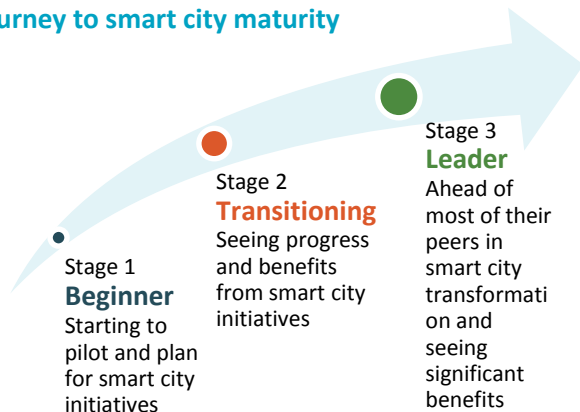 urney to smart city maturity
Stage 1
Beginner
Starting to
pilot and plan
for smart city
initiatives
Stage 2
Transitioning
Seeing progress
and benefits
from smart city
initiatives
Stage 3
Leader
Ahead of
most of their
peers in
smart city
transformati
on and
seeing
significant
benefits